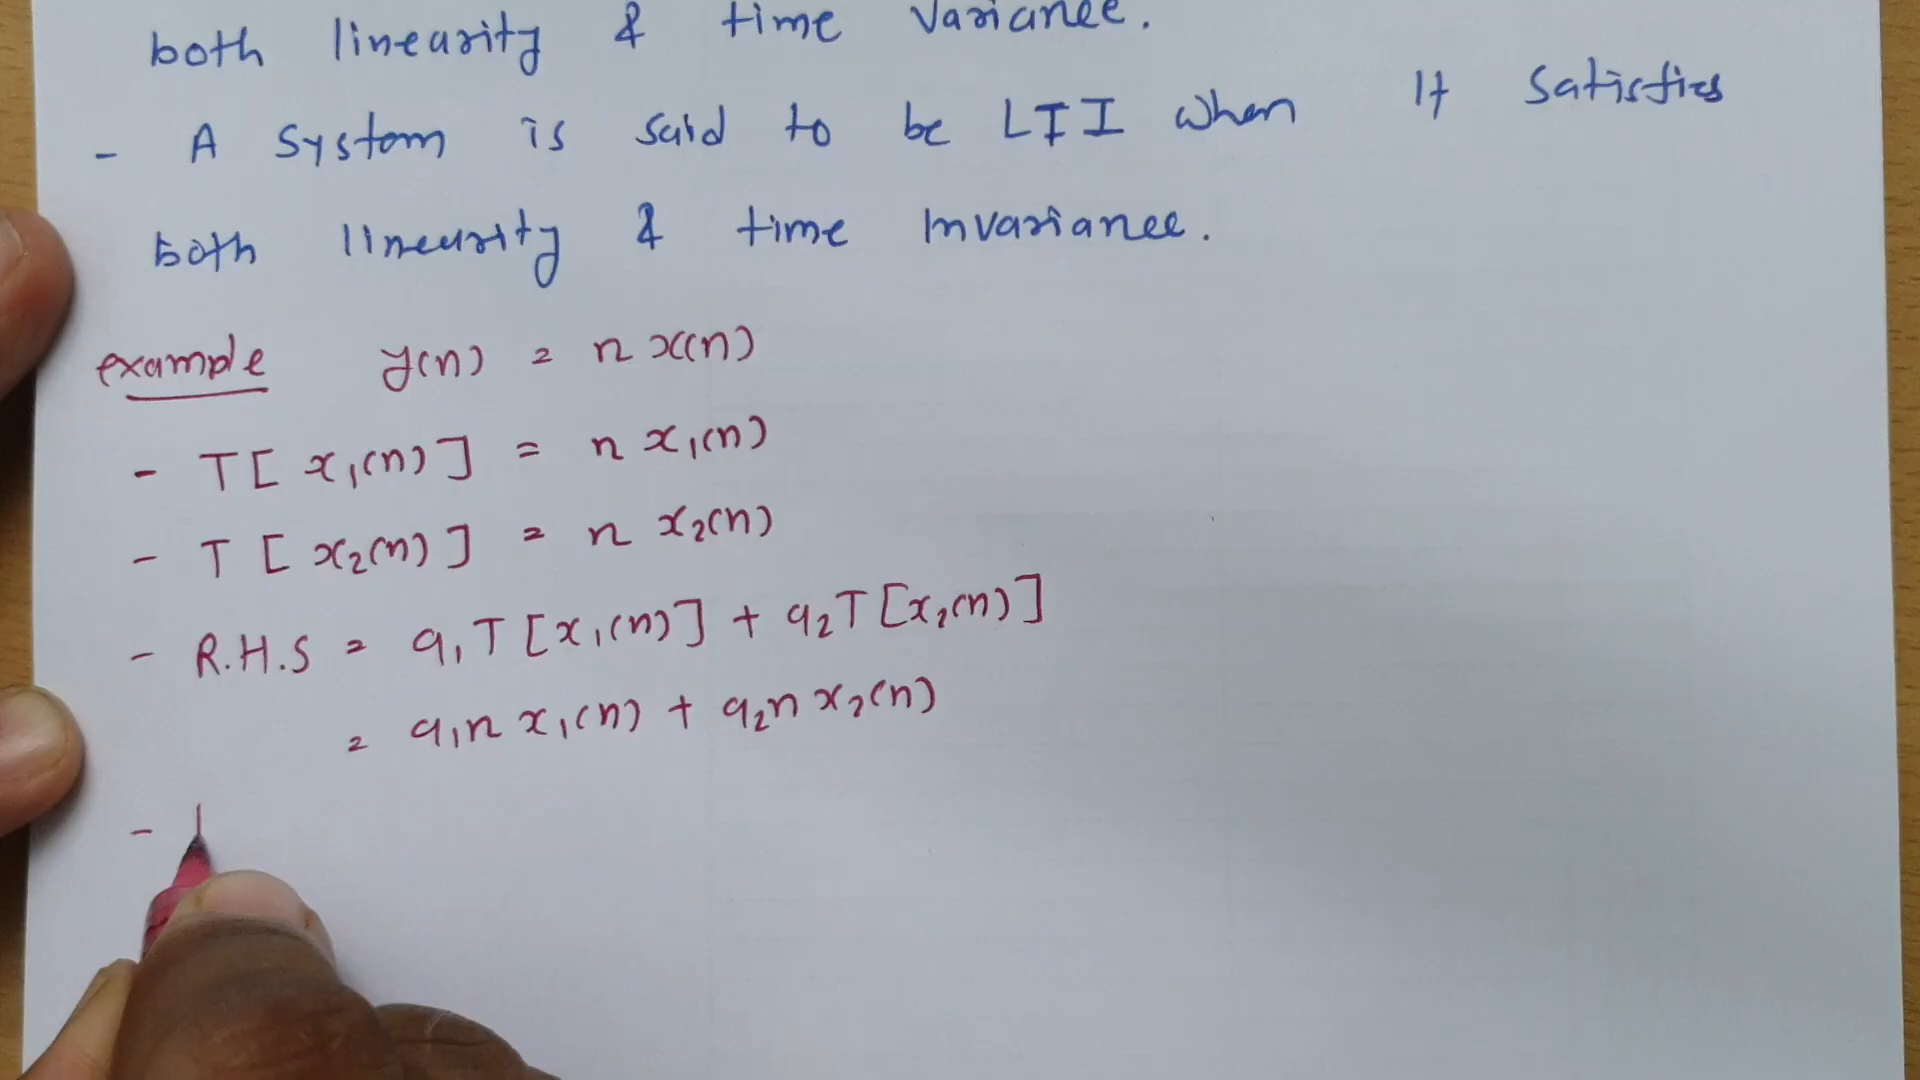 both linearity & time variance.
- A system is said to be LTI when it satisfies
both linearity & time invariance.
example y(n) = n x(n)
- T[x₁(n)] = n x₁(n)
- T[x₂(n)] = n x₂(n)
- R.H.S = a₁T[x₁(n)] + a₂T[x₂(n)]
= a₁n x₁(n) + a₂n x₂(n)
-